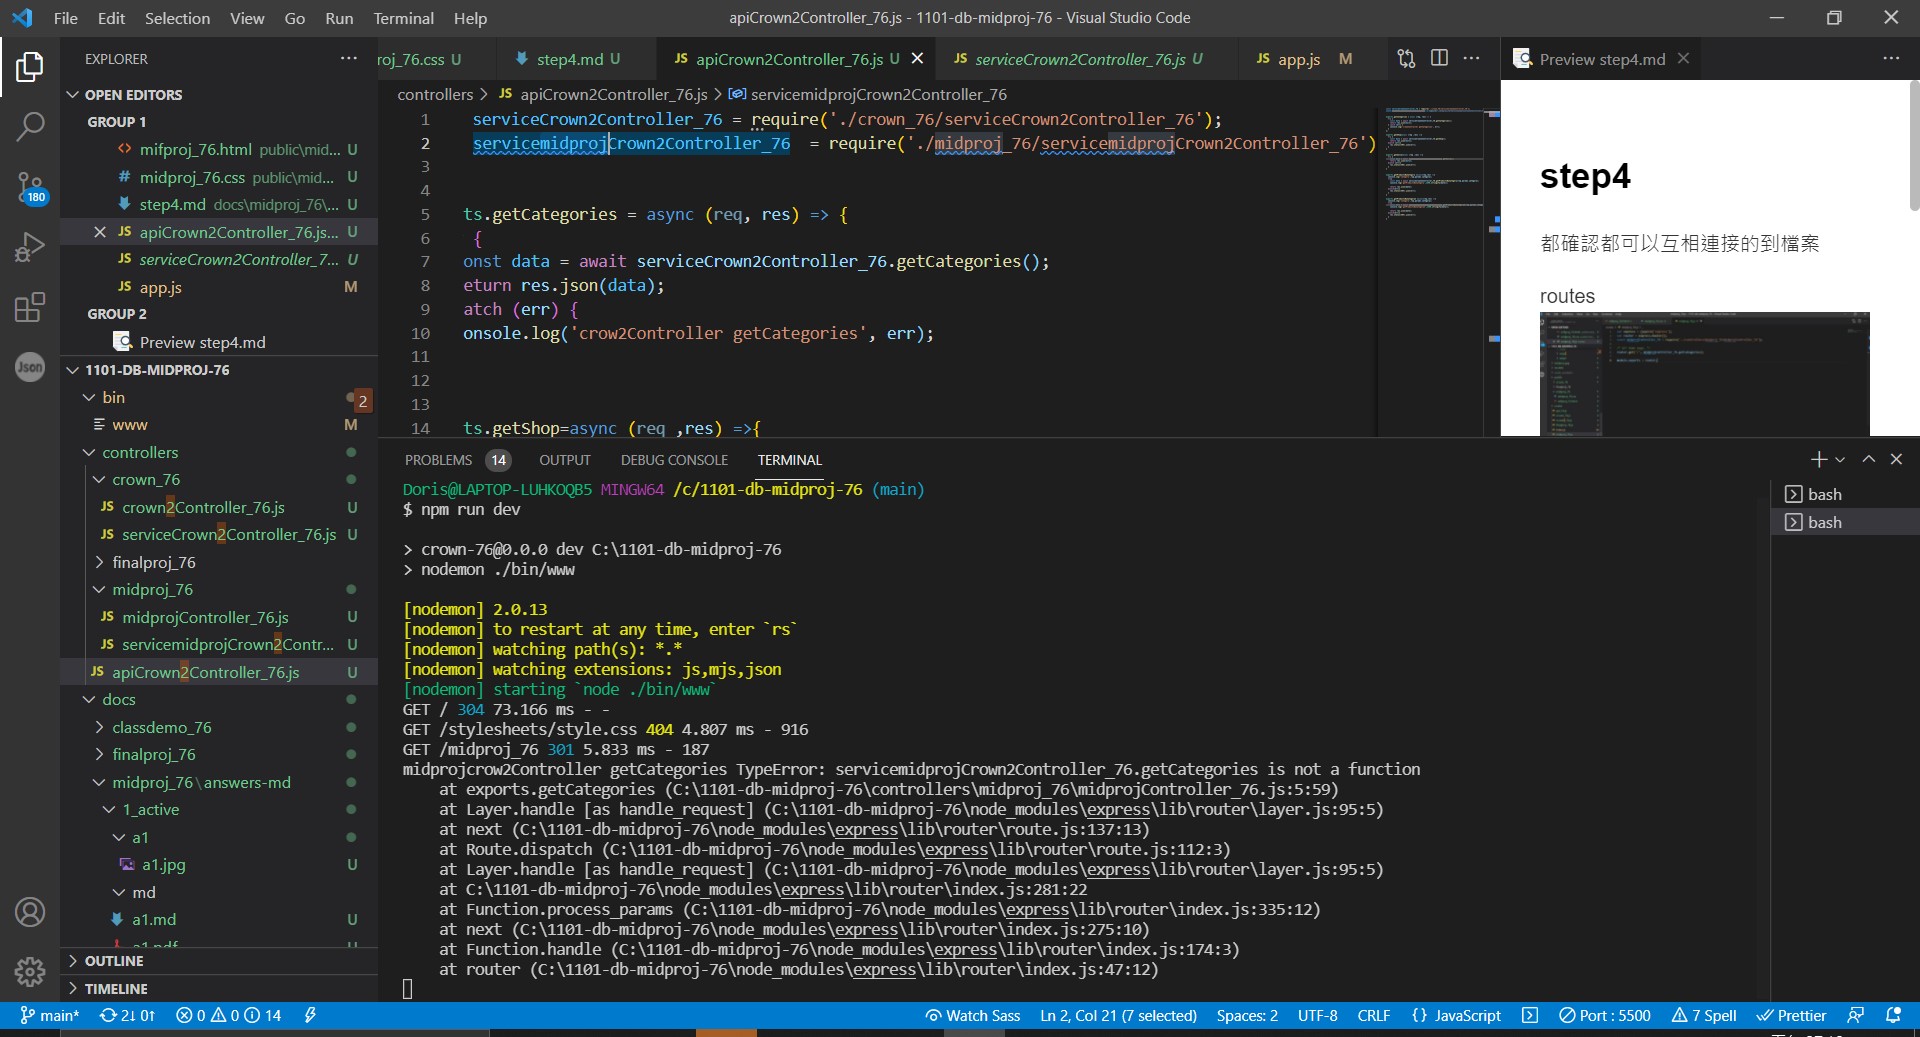 File Edit Selection View Go Run Terminal Help
apiCrown2Controller_76.js - 1101-db-midproj-76 - Visual Studio Code
EXPLORER
OPEN EDITORS
GROUP 1
<> mifproj_76.html public\mid... U
# midproj_76.css public\mid... U
step4.md docs\midproj_76\... U
JS apiCrown2Controller_76.js... U
JS serviceCrown2Controller_7... U
JS app.js M
GROUP 2
Preview step4.md
1101-DB-MIDPROJ-76
bin 2
www M
controllers
crown_76
JS crown2Controller_76.js U
JS serviceCrown2Controller_76.js U
finalproj_76
midproj_76
JS midprojController_76.js U
JS servicemidprojCrown2Contr... U
JS apiCrown2Controller_76.js U
docs
classdemo_76
finalproj_76
midproj_76\answers-md
1_active
a1
a1.jpg U
md
a1.md U
a1.pdf U
OUTLINE
TIMELINE
180
Json
roj_76.css U
step4.md U
JS apiCrown2Controller_76.js U
JS serviceCrown2Controller_76.js U
JS app.js M
Preview step4.md
controllers > JS apiCrown2Controller_76.js > servicemidprojCrown2Controller_76
1 serviceCrown2Controller_76 = require('./crown_76/serviceCrown2Controller_76');
2 servicemidprojCrown2Controller_76 = require('./midproj_76/servicemidprojCrown2Controller_76')
3
4
5 ts.getCategories = async (req, res) => {
6 {
7 onst data = await serviceCrown2Controller_76.getCategories();
8 eturn res.json(data);
9 atch (err) {
10 onsole.log('crow2Controller getCategories', err);
11
12
13
14 ts.getShop=async (req ,res) =>{
step4
都確認都可以互相連接的到檔案
routes
PROBLEMS 14 OUTPUT DEBUG CONSOLE TERMINAL
Doris@LAPTOP-LUHKOQB5 MINGW64 /c/1101-db-midproj-76 (main)
$ npm run dev
> crown-76@0.0.0 dev C:\1101-db-midproj-76
> nodemon ./bin/www
[nodemon] 2.0.13
[nodemon] to restart at any time, enter `rs`
[nodemon] watching path(s): *.*
[nodemon] watching extensions: js,mjs,json
[nodemon] starting `node ./bin/www`
GET / 304 73.166 ms - -
GET /stylesheets/style.css 404 4.807 ms - 916
GET /midproj_76 301 5.833 ms - 187
midprojcrow2Controller getCategories TypeError: servicemidprojCrown2Controller_76.getCategories is not a function
at exports.getCategories (C:\1101-db-midproj-76\controllers\midproj_76\midprojController_76.js:5:59)
at Layer.handle [as handle_request] (C:\1101-db-midproj-76\node_modules\express\lib\router\layer.js:95:5)
at next (C:\1101-db-midproj-76\node_modules\express\lib\router\route.js:137:13)
at Route.dispatch (C:\1101-db-midproj-76\node_modules\express\lib\router\route.js:112:3)
at Layer.handle [as handle_request] (C:\1101-db-midproj-76\node_modules\express\lib\router\layer.js:95:5)
at C:\1101-db-midproj-76\node_modules\express\lib\router\index.js:281:22
at Function.process_params (C:\1101-db-midproj-76\node_modules\express\lib\router\index.js:335:12)
at next (C:\1101-db-midproj-76\node_modules\express\lib\router\index.js:275:10)
at Function.handle (C:\1101-db-midproj-76\node_modules\express\lib\router\index.js:174:3)
at router (C:\1101-db-midproj-76\node_modules\express\lib\router\index.js:47:12)
bash
bash
main* 2↓ 0↑ 0 0 14
Watch Sass Ln 2, Col 21 (7 selected) Spaces: 2 UTF-8 CRLF {} JavaScript Port : 5500 7 Spell Prettier